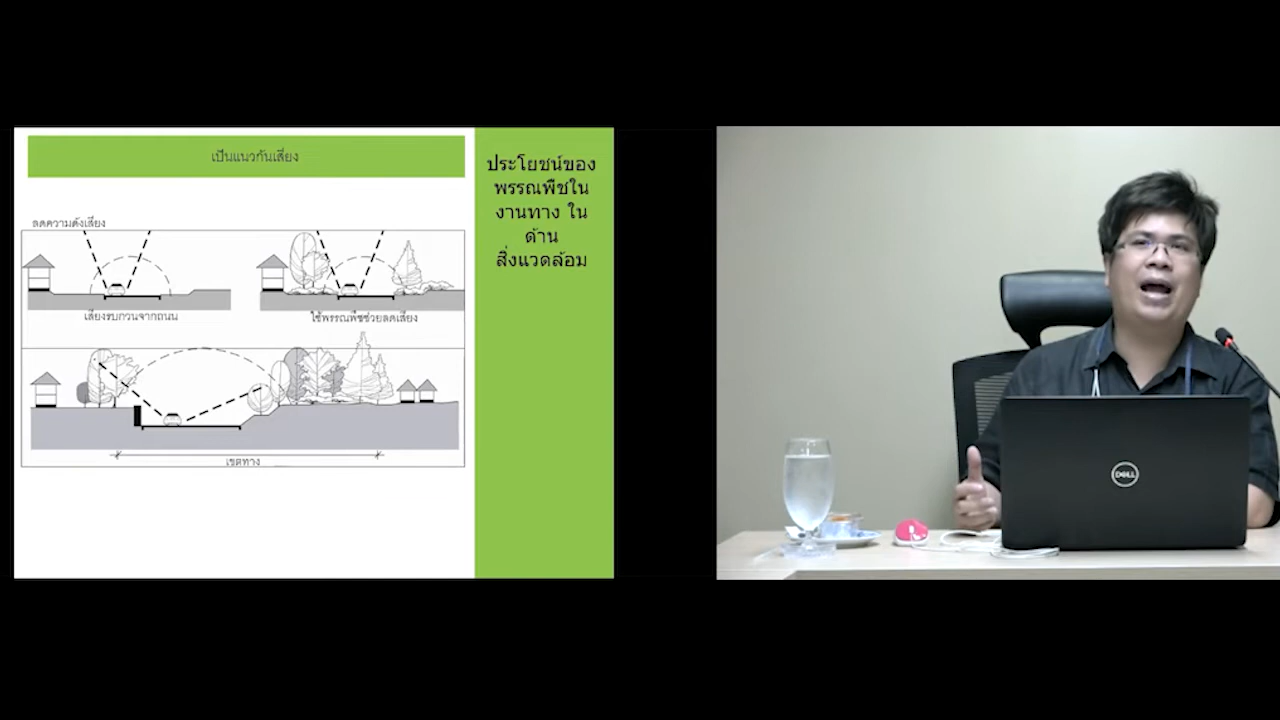 เป็นแนวกันเสียง
ลดความดังเสียง
เสียงรบกวนจากถนน
ใช้พรรณพืชช่วยลดเสียง
เขตทาง
ประโยชน์ของ
พรรณพืชใน
งานทาง ใน
ด้าน
สิ่งแวดล้อม
DELL